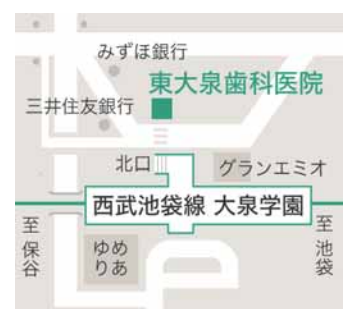 みずほ銀行
東大泉歯科医院
三井住友銀行
北口
グランエミオ
西武池袋線 大泉学園
至保谷
ゆめ
りあ
至池袋